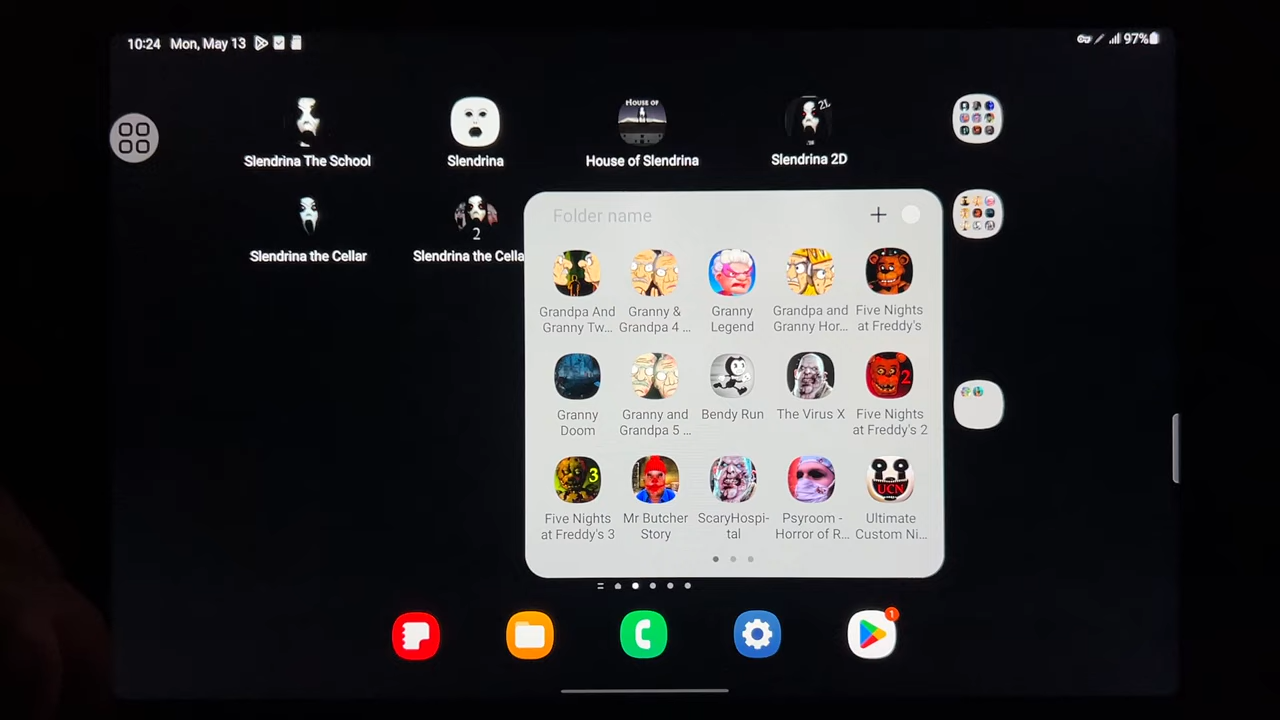 10:24 Mon, May 13
97%
HOUSE OF
2D
Slendrina The School
Slendrina
House of Slendrina
Slendrina 2D
2
Slendrina the Cellar
Slendrina the Cella
Folder name
Grandpa And
Granny Tw...
Granny &
Grandpa 4 ...
Granny
Legend
Grandpa and
Granny Hor...
Five Nights
at Freddy's
2
Granny
Doom
Granny and
Grandpa 5 ...
Bendy Run
The Virus X
Five Nights
at Freddy's 2
3
UCN
Five Nights
at Freddy's 3
Mr Butcher
Story
ScaryHospi-
tal
Psyroom -
Horror of R...
Ultimate
Custom Ni...
1